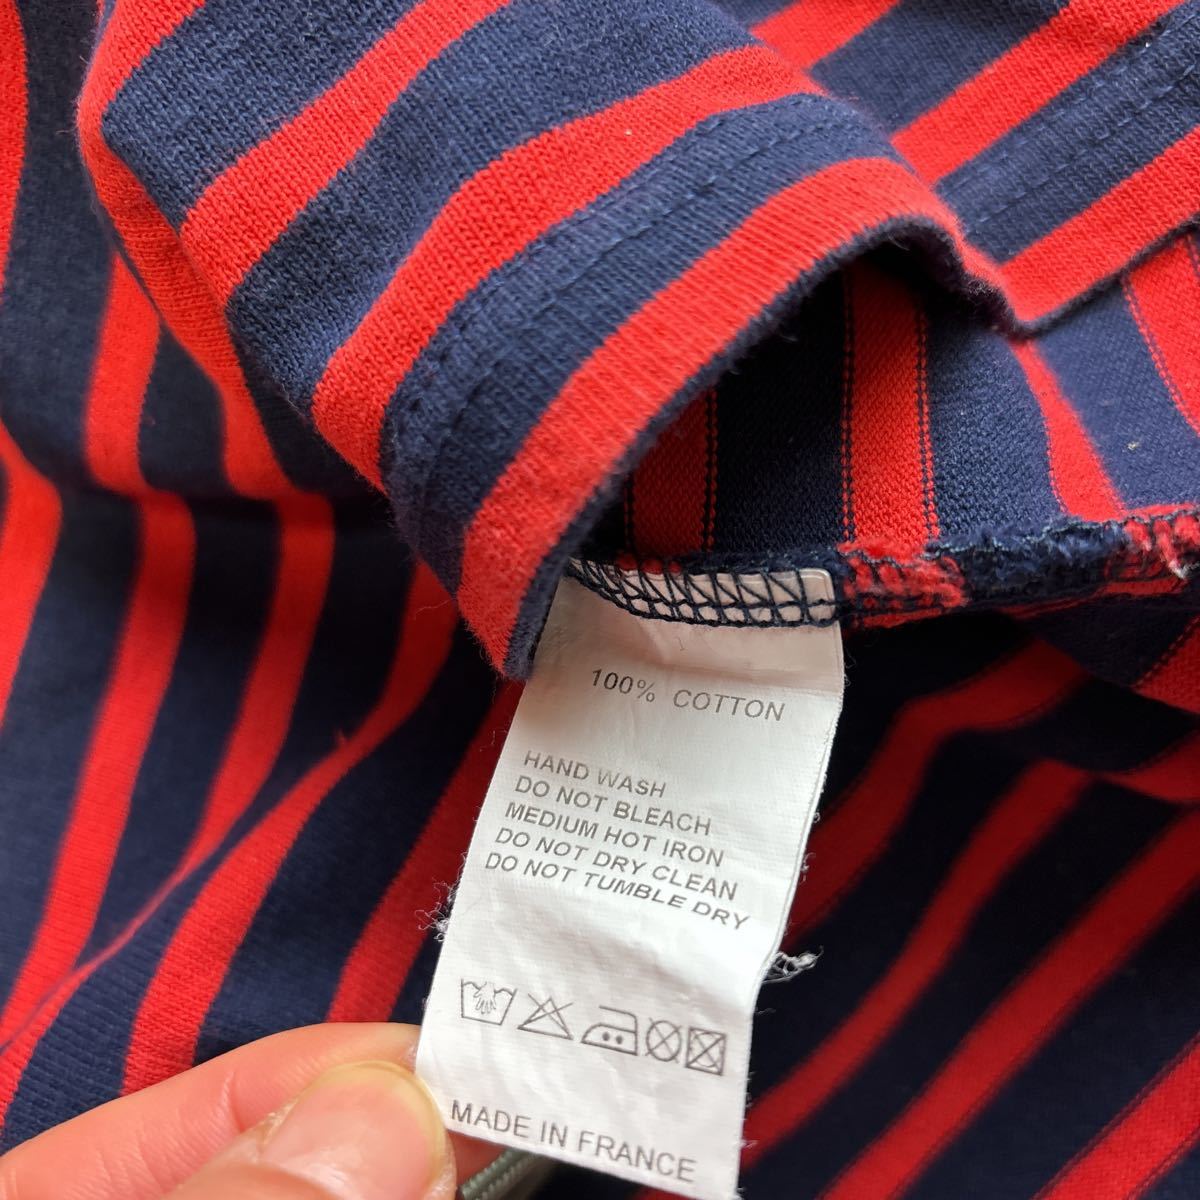 100% COTTON
HAND WASH
DO NOT BLEACH
MEDIUM HOT IRON
DO NOT DRY CLEAN
DO NOT TUMBLE DRY
MADE IN FRANCE